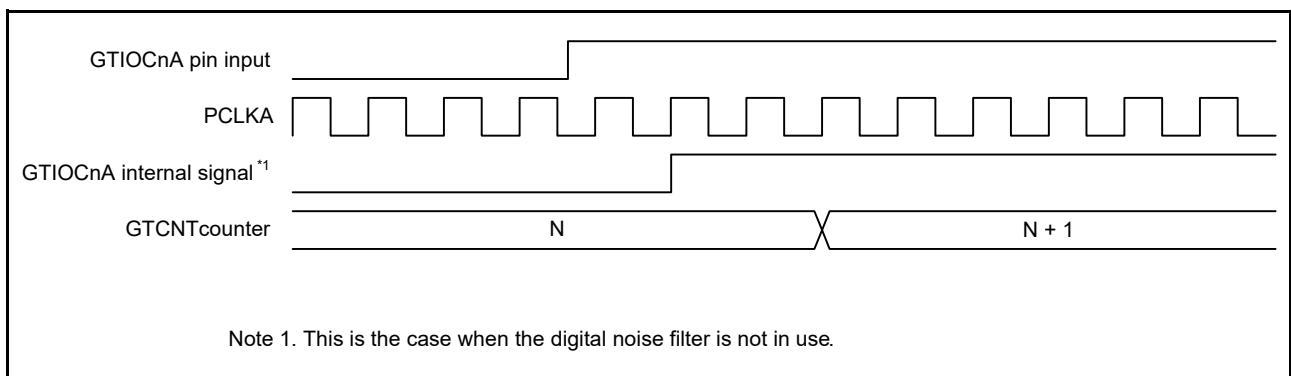 GTIOCnA pin input
PCLKA
GTIOCnA internal signal *1
GTCNTcounter
N
N + 1
Note 1. This is the case when the digital noise filter is not in use.